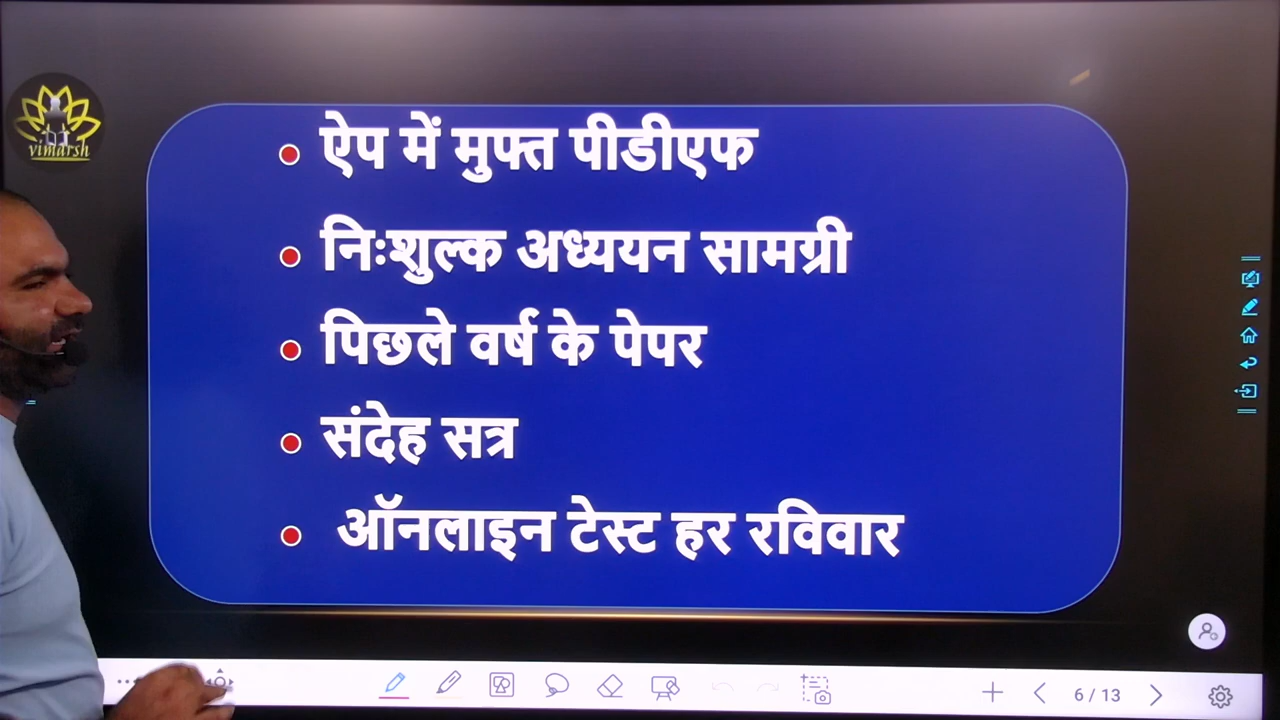 vimarsh
ऐप में मुफ्त पीडीएफ
निःशुल्क अध्ययन सामग्री
पिछले वर्ष के पेपर
संदेह सत्र
ऑनलाइन टेस्ट हर रविवार
6 / 13